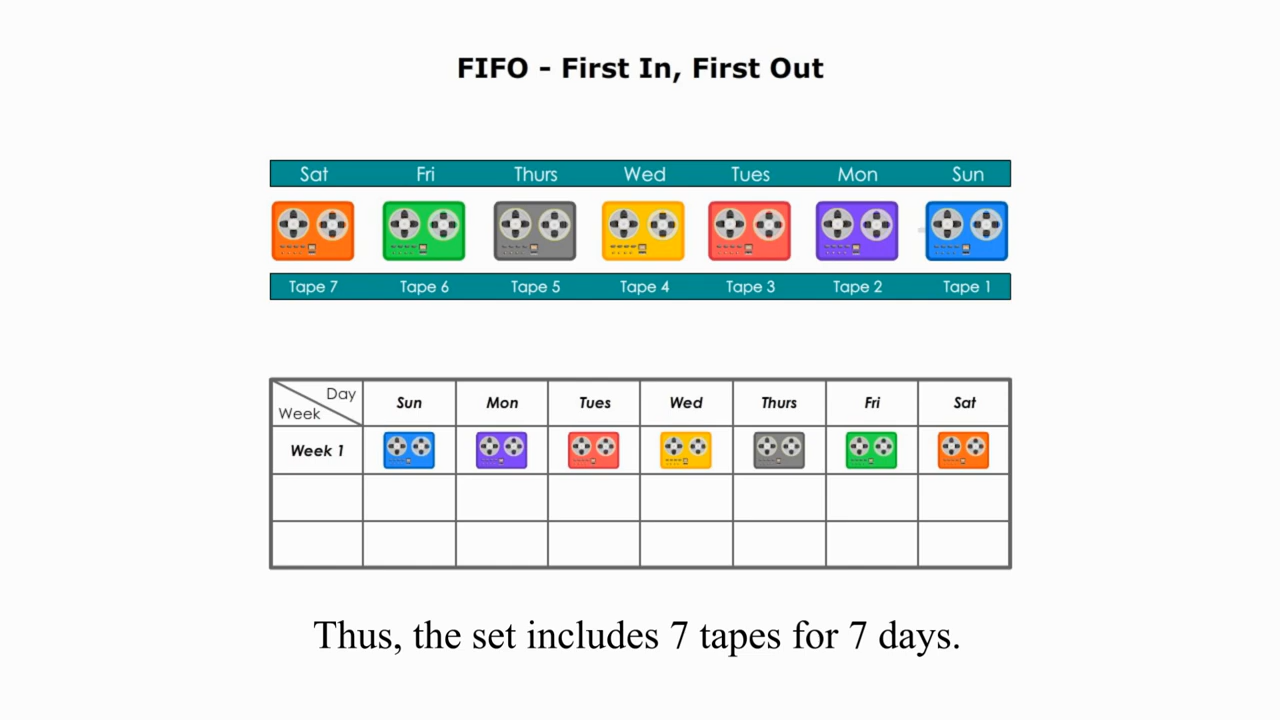 FIFO - First In, First Out
Sat Fri Thurs Wed Tues Mon Sun
Tape 7 Tape 6 Tape 5 Tape 4 Tape 3 Tape 2 Tape 1
Day
Week
Sun Mon Tues Wed Thurs Fri Sat
Week 1
Thus, the set includes 7 tapes for 7 days.